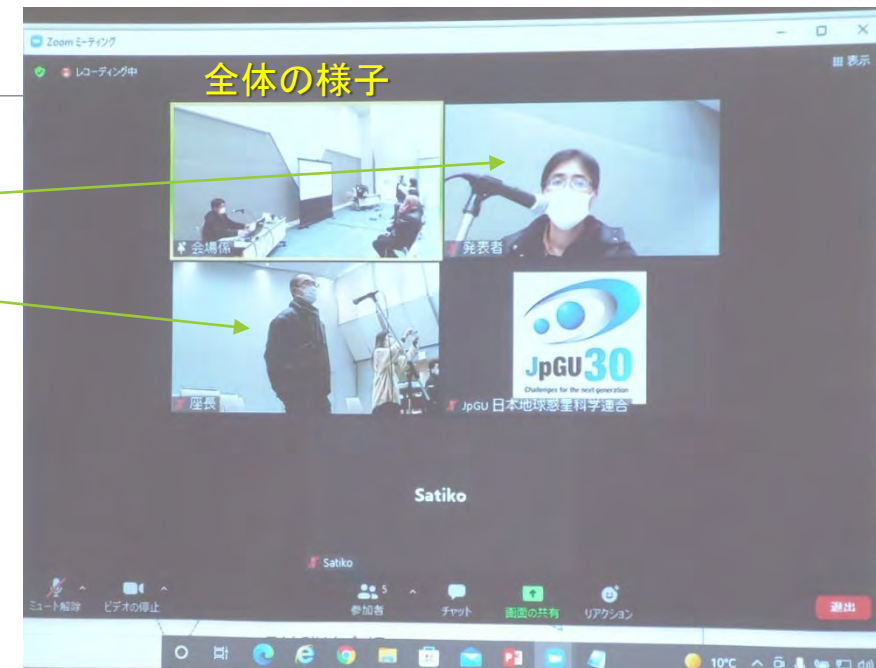 Zoom ミーティング
レコーディング中
表示
全体の様子
会場係
発表者
座長
JpGU30
Challenges for the next generation
JpGU 日本地球惑星科学連合
Satiko
Satiko
ミュート解除
ビデオの停止
5
参加者
チャット
画面の共有
リアクション
退出
10°C